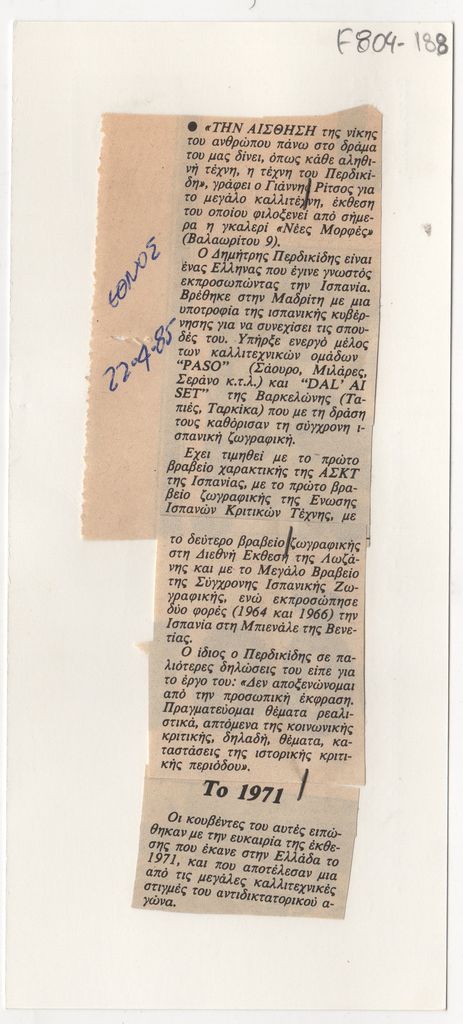 F804-188
● «ΤΗΝ ΑΙΣΘΗΣΗ της νίκης
του ανθρώπου πάνω στο δράμα
του μας δίνει, όπως κάθε αληθι-
νή τέχνη, η τέχνη του Περδικί-
δη», γράφει ο Γιάννης Ρίτσος για
το μεγάλο καλλιτέχνη, έκθεση
του οποίου φιλοξενεί από σήμε-
ρα η γκαλερί «Νέες Μορφές»
(Βαλαωρίτου 9).
Ο Δημήτρης Περδικίδης είναι
ένας Ελληνας που έγινε γνωστός
εκπροσωπώντας την Ισπανία.
Βρέθηκε στην Μαδρίτη με μια
υποτροφία της ισπανικής κυβέρ-
νησης για να συνεχίσει τις σπου-
δές του. Υπήρξε ενεργό μέλος
των καλλιτεχνικών ομάδων
"PASO" (Σάουρο, Μιλάρες,
Σεράνο κ.τ.λ.) και "DAL' AI
SET" της Βαρκελώνης (Τα-
πιές, Ταρκίκα) που με τη δράση
τους καθόρισαν τη σύγχρονη ι-
σπανική ζωγραφική.
Εχει τιμηθεί με το πρώτο
βραβείο χαρακτικής της ΑΣΚΤ
της Ισπανίας, με το πρώτο βρα-
βείο ζωγραφικής της Ενωσης
Ισπανών Κριτικών Τέχνης, με
το δεύτερο βραβείο ζωγραφικής
στη Διεθνή Εκθεση της Λωζά-
νης και με το Μεγάλο Βραβείο
της Σύγχρονης Ισπανικής Ζω-
γραφικής, ενώ εκπροσώπησε
δύο φορές (1964 και 1966) την
Ισπανία στη Μπιενάλε της Βενε-
τίας.
Ο ίδιος ο Περδικίδης σε πα-
λιότερες δηλώσεις του είπε για
το έργο του: «Δεν αποξενώνομαι
από την προσωπική έκφραση.
Πραγματεύομαι θέματα ρεαλι-
στικά, απτόμενα της κοινωνικής
κριτικής, δηλαδή, θέματα, κα-
ταστάσεις της ιστορικής κριτι-
κής περιόδου».
Το 1971
Οι κουβέντες του αυτές ειπώ-
θηκαν με την ευκαιρία της έκθε-
σης που έκανε στην Ελλάδα το
1971, και που αποτέλεσαν μια
από τις μεγάλες καλλιτεχνικές
στιγμές του αντιδικτατορικού α-
γώνα.
ΕΘΝΟΣ
22-4-85